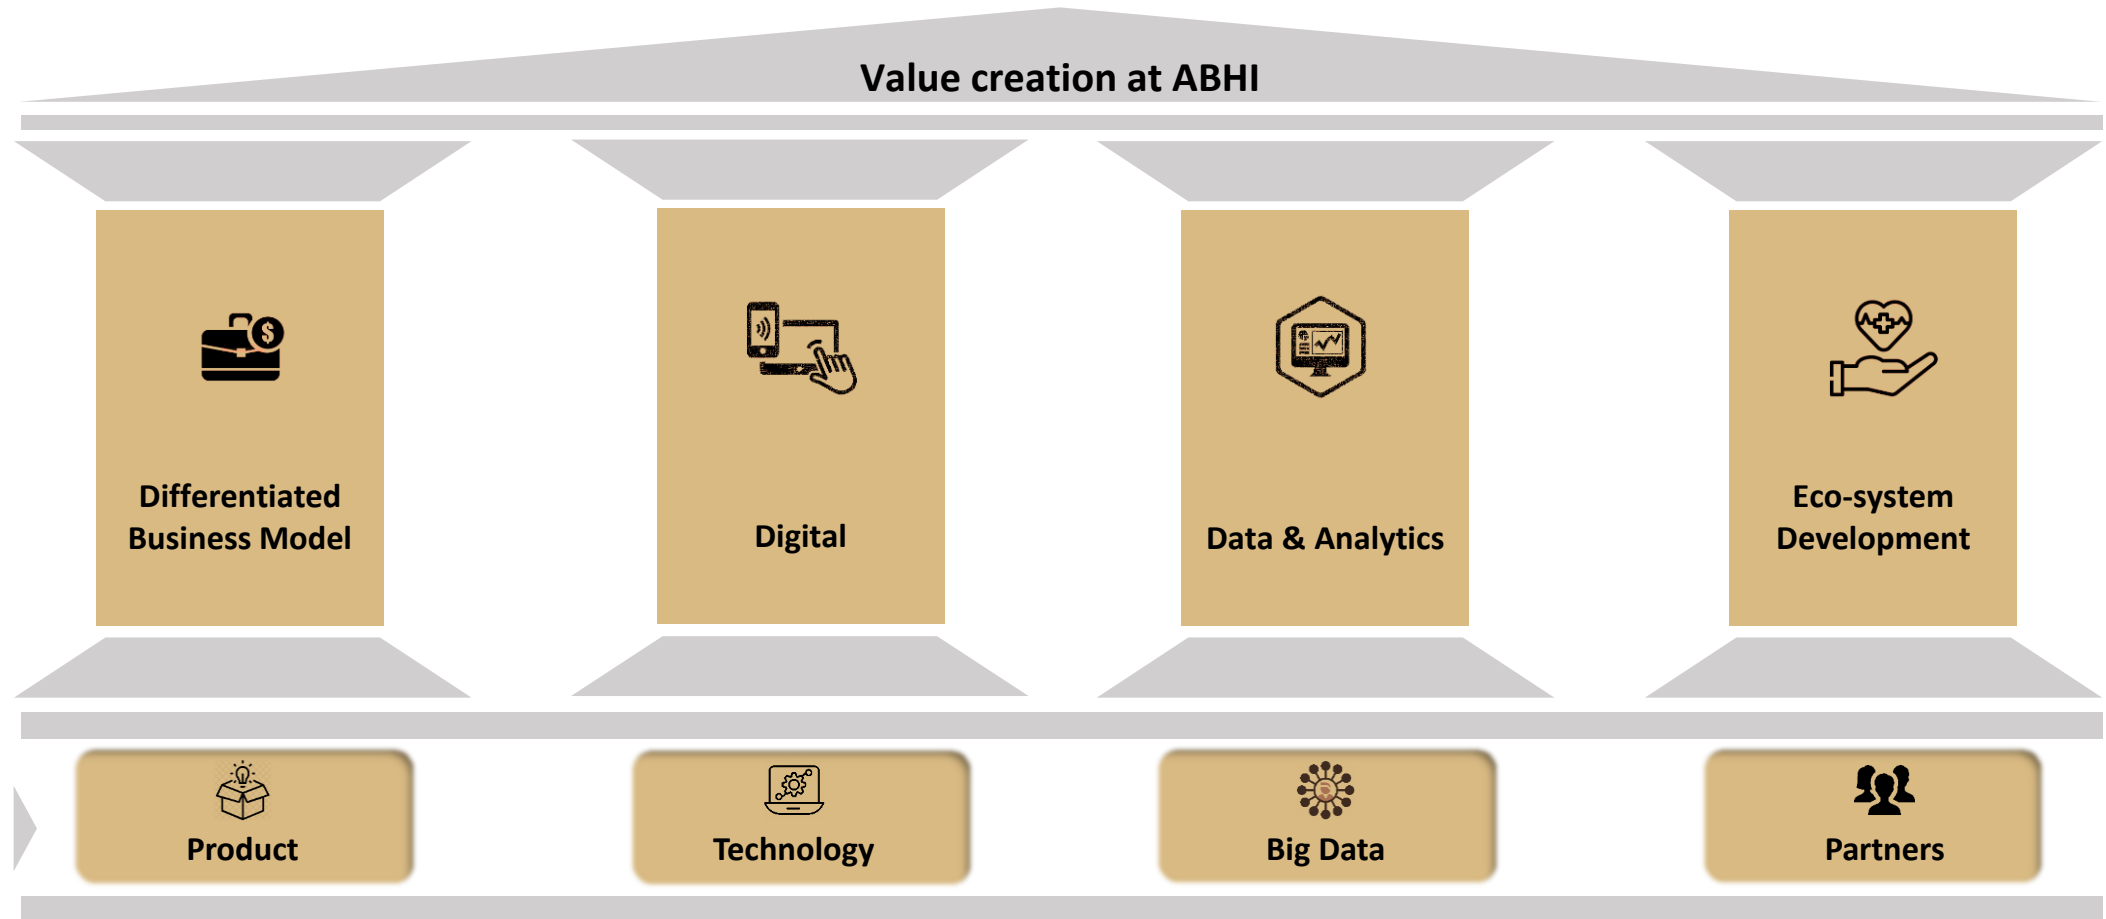 Value creation at ABHI
Differentiated
Business Model
Digital
Data & Analytics
Eco-system
Development
Product
Technology
Big Data
Partners